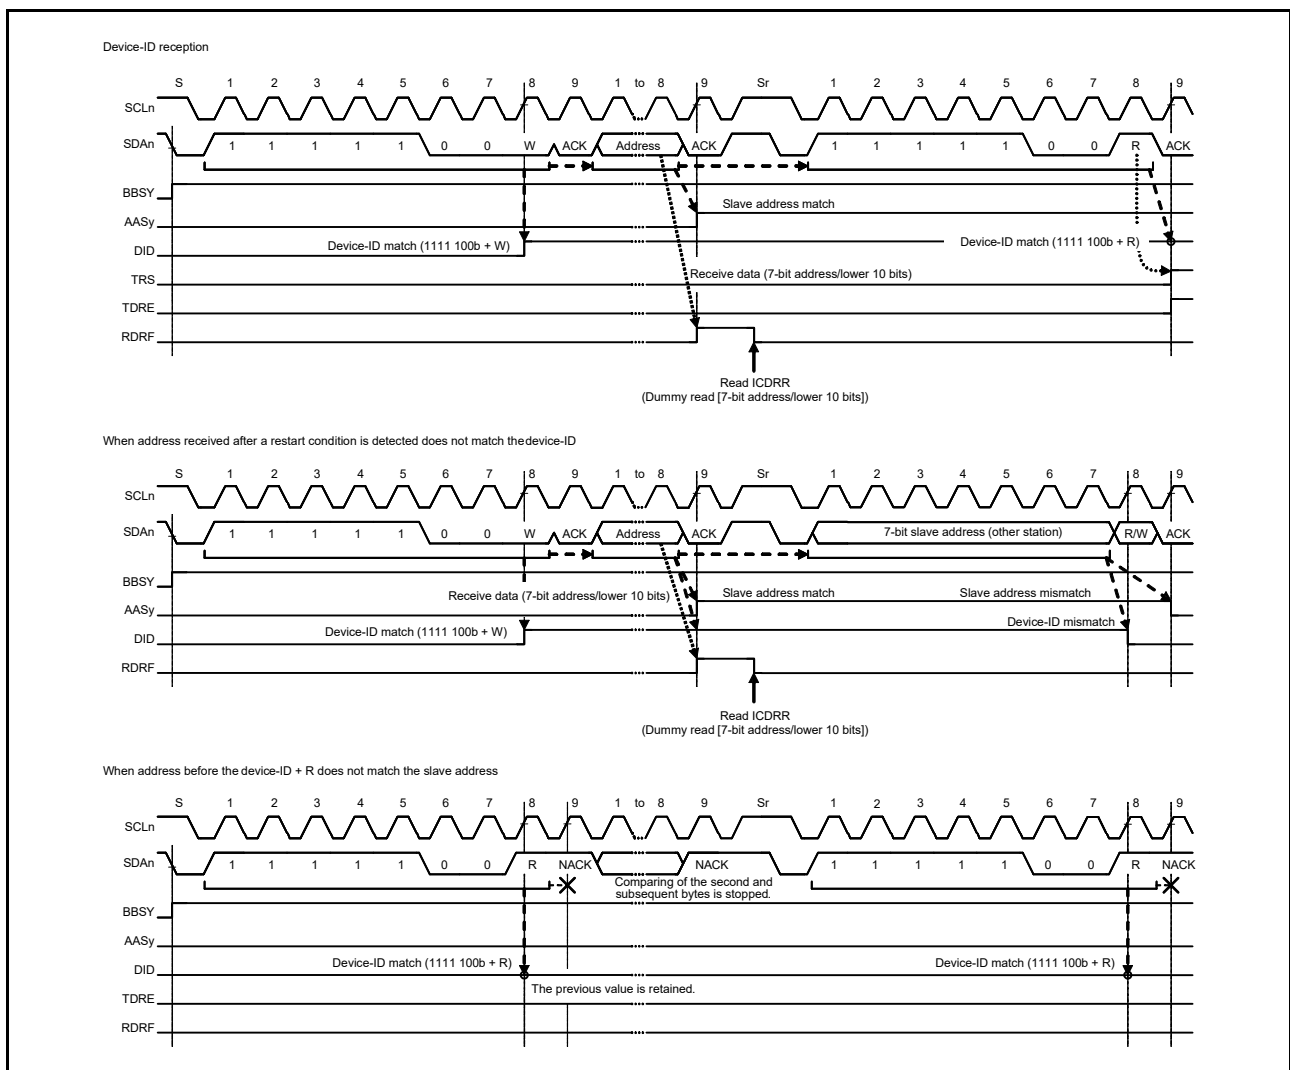 Device-ID reception
S 1 2 3 4 5 6 7 8 9 1 to 8 9 Sr 1 2 3 4 5 6 7 8 9
SCLn
SDAn 1 1 1 1 1 0 0 W ACK Address ACK 1 1 1 1 1 0 0 R ACK
BBSY
Slave address match
AASy
Device-ID match (1111 100b + W) Device-ID match (1111 100b + R)
DID
Receive data (7-bit address/lower 10 bits)
TRS
TDRE
RDRF
Read ICDRR
(Dummy read [7-bit address/lower 10 bits])
When address received after a restart condition is detected does not match the device-ID
S 1 2 3 4 5 6 7 8 9 1 to 8 9 Sr 1 2 3 4 5 6 7 8 9
SCLn
SDAn 1 1 1 1 1 0 0 W ACK Address ACK 7-bit slave address (other station) R/W ACK
BBSY
Receive data (7-bit address/lower 10 bits) Slave address match Slave address mismatch
AASy
Device-ID mismatch
Device-ID match (1111 100b + W)
DID
RDRF
Read ICDRR
(Dummy read [7-bit address/lower 10 bits])
When address before the device-ID + R does not match the slave address
S 1 2 3 4 5 6 7 8 9 1 to 8 9 Sr 1 2 3 4 5 6 7 8 9
SCLn
SDAn 1 1 1 1 1 0 0 R NACK NACK 1 1 1 1 1 0 0 R NACK
Comparing of the second and
subsequent bytes is stopped.
BBSY
AASy
Device-ID match (1111 100b + R) Device-ID match (1111 100b + R)
DID
The previous value is retained.
TDRE
RDRF